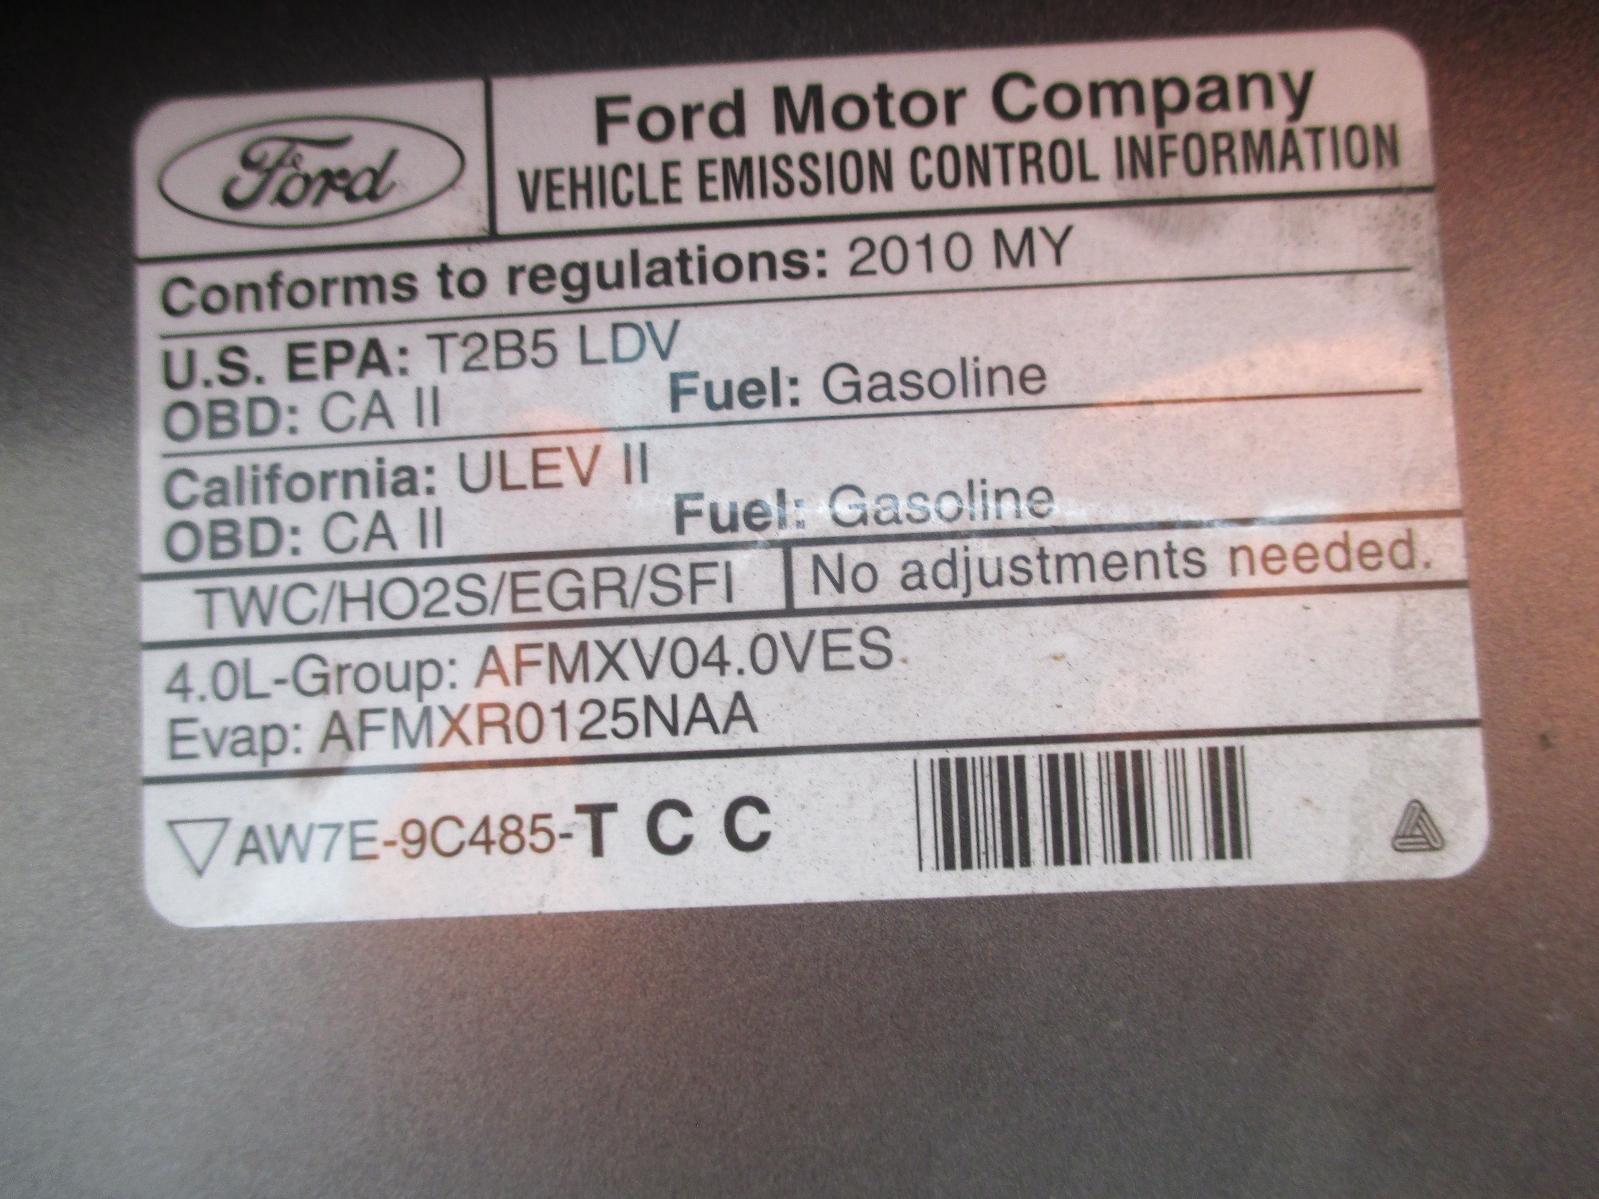 Ford
Ford Motor Company
VEHICLE EMISSION CONTROL INFORMATION
Conforms to regulations: 2010 MY
U.S. EPA: T2B5 LDV
OBD: CA II Fuel: Gasoline
California: ULEV II
OBD: CA II Fuel: Gasoline
TWC/HO2S/EGR/SFI No adjustments needed.
4.0L-Group: AFMXV04.0VES
Evap: AFMXR0125NAA
AW7E-9C485-T C C